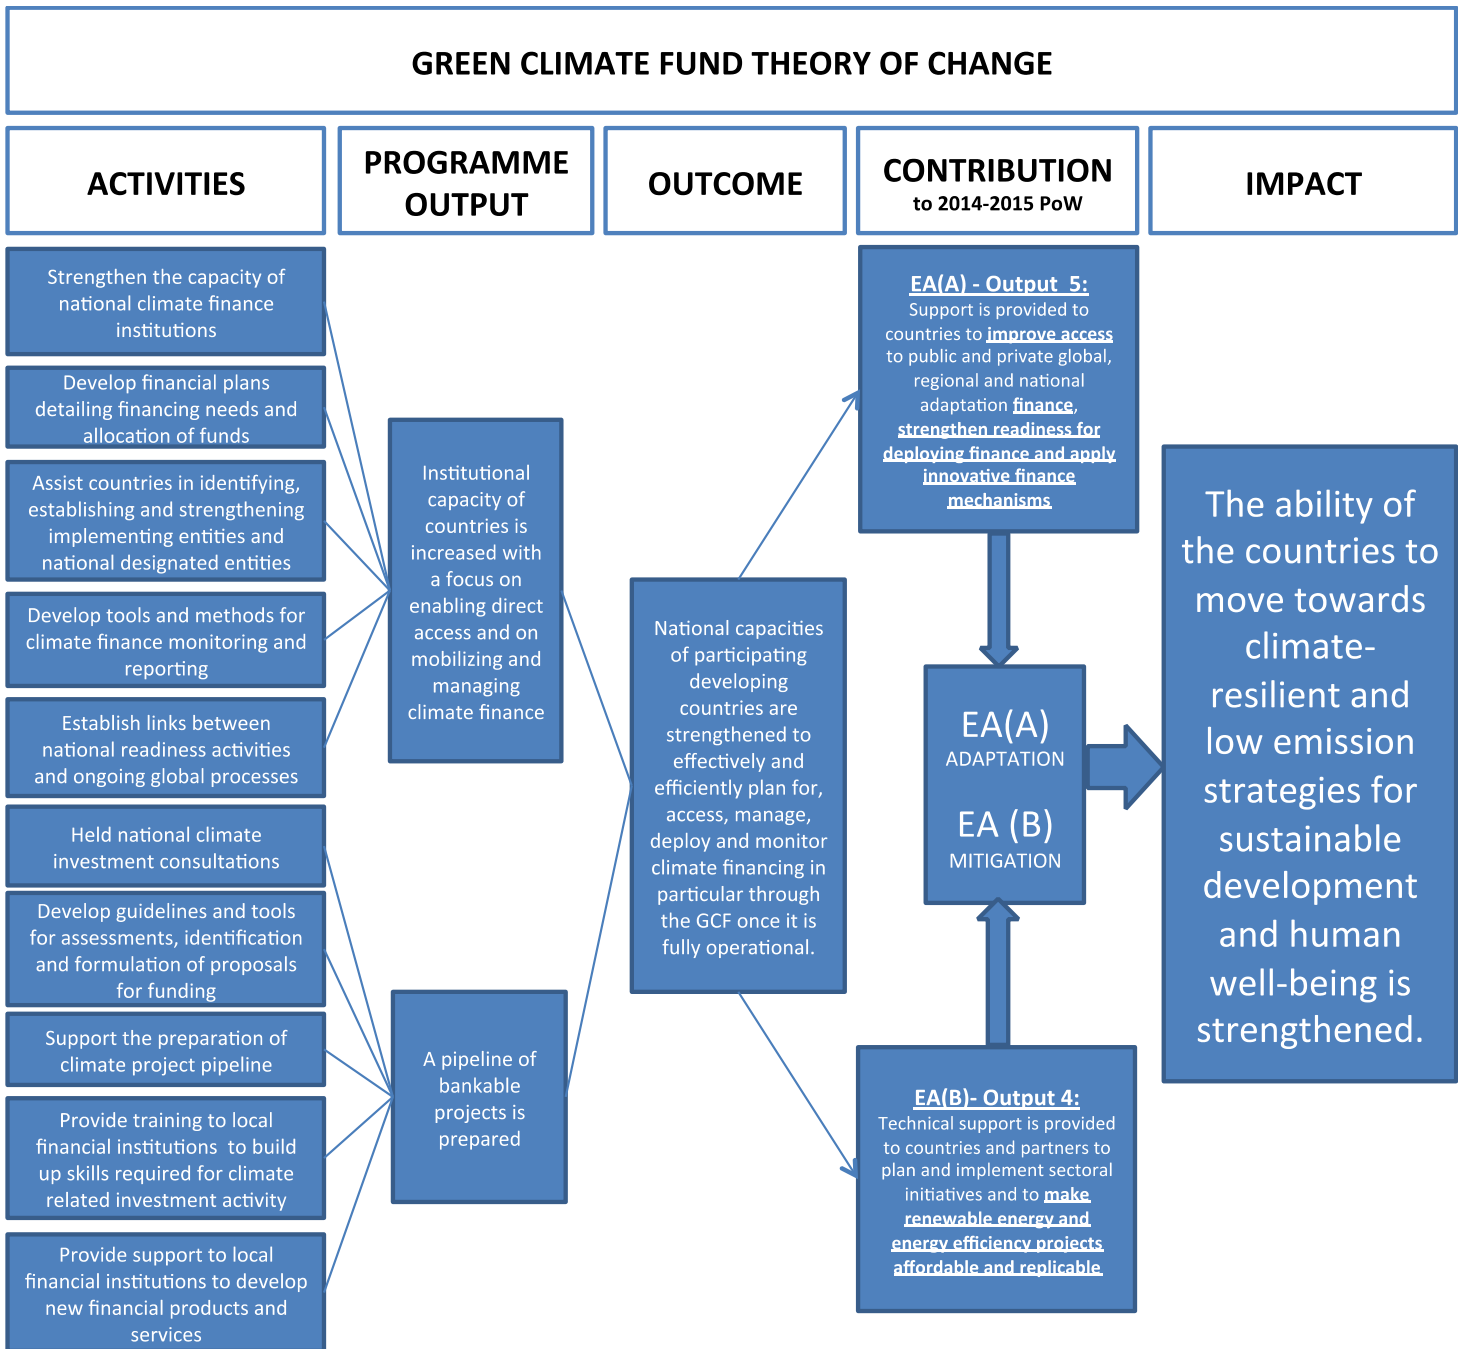 GREEN CLIMATE FUND THEORY OF CHANGE
ACTIVITIES
PROGRAMME
OUTPUT
OUTCOME
CONTRIBUTION
to 2014-2015 PoW
IMPACT
Strengthen the capacity of
national climate finance
institutions
Develop financial plans
detailing financing needs and
allocation of funds
Assist countries in identifying,
establishing and strengthening
implementing entities and
national designated entities
Develop tools and methods for
climate finance monitoring and
reporting
Establish links between
national readiness activities
and ongoing global processes
Held national climate
investment consultations
Develop guidelines and tools
for assessments, identification
and formulation of proposals
for funding
Support the preparation of
climate project pipeline
Provide training to local
financial institutions to build
up skills required for climate
related investment activity
Provide support to local
financial institutions to develop
new financial products and
services
Institutional
capacity of
countries is
increased with
a focus on
enabling direct
access and on
mobilizing and
managing
climate finance
A pipeline of
bankable
projects is
prepared
National capacities
of participating
developing
countries are
strengthened to
effectively and
efficiently plan for,
access, manage,
deploy and monitor
climate financing in
particular through
the GCF once it is
fully operational.
EA(A) - Output 5:
Support is provided to
countries to improve access
to public and private global,
regional and national
adaptation finance,
strengthen readiness for
deploying finance and apply
innovative finance
mechanisms
EA(A)
ADAPTATION
EA (B)
MITIGATION
EA(B)- Output 4:
Technical support is provided
to countries and partners to
plan and implement sectoral
initiatives and to make
renewable energy and
energy efficiency projects
affordable and replicable
The ability of
the countries to
move towards
climate-
resilient and
low emission
strategies for
sustainable
development
and human
well-being is
strengthened.